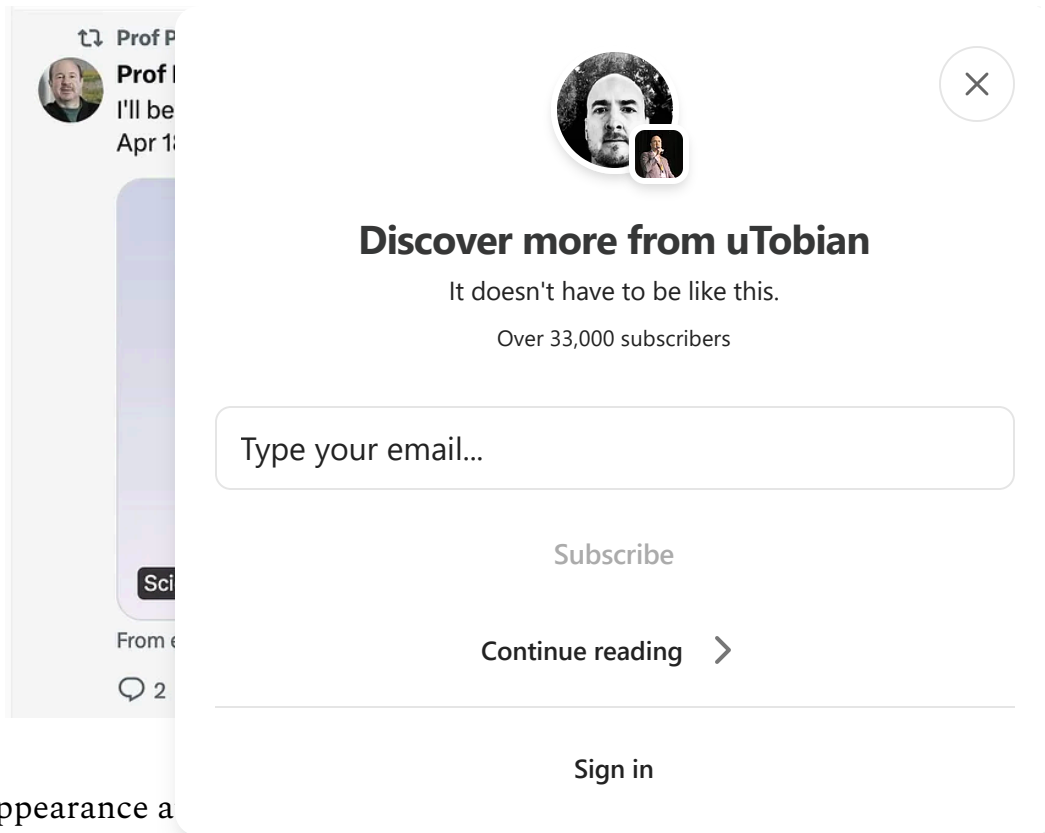 Prof P
Prof
I'll be
Apr 18
Sci
From e
2
ppearance a
Discover more from uTobian
It doesn't have to be like this.
Over 33,000 subscribers
Type your email...
Subscribe
Continue reading
Sign in